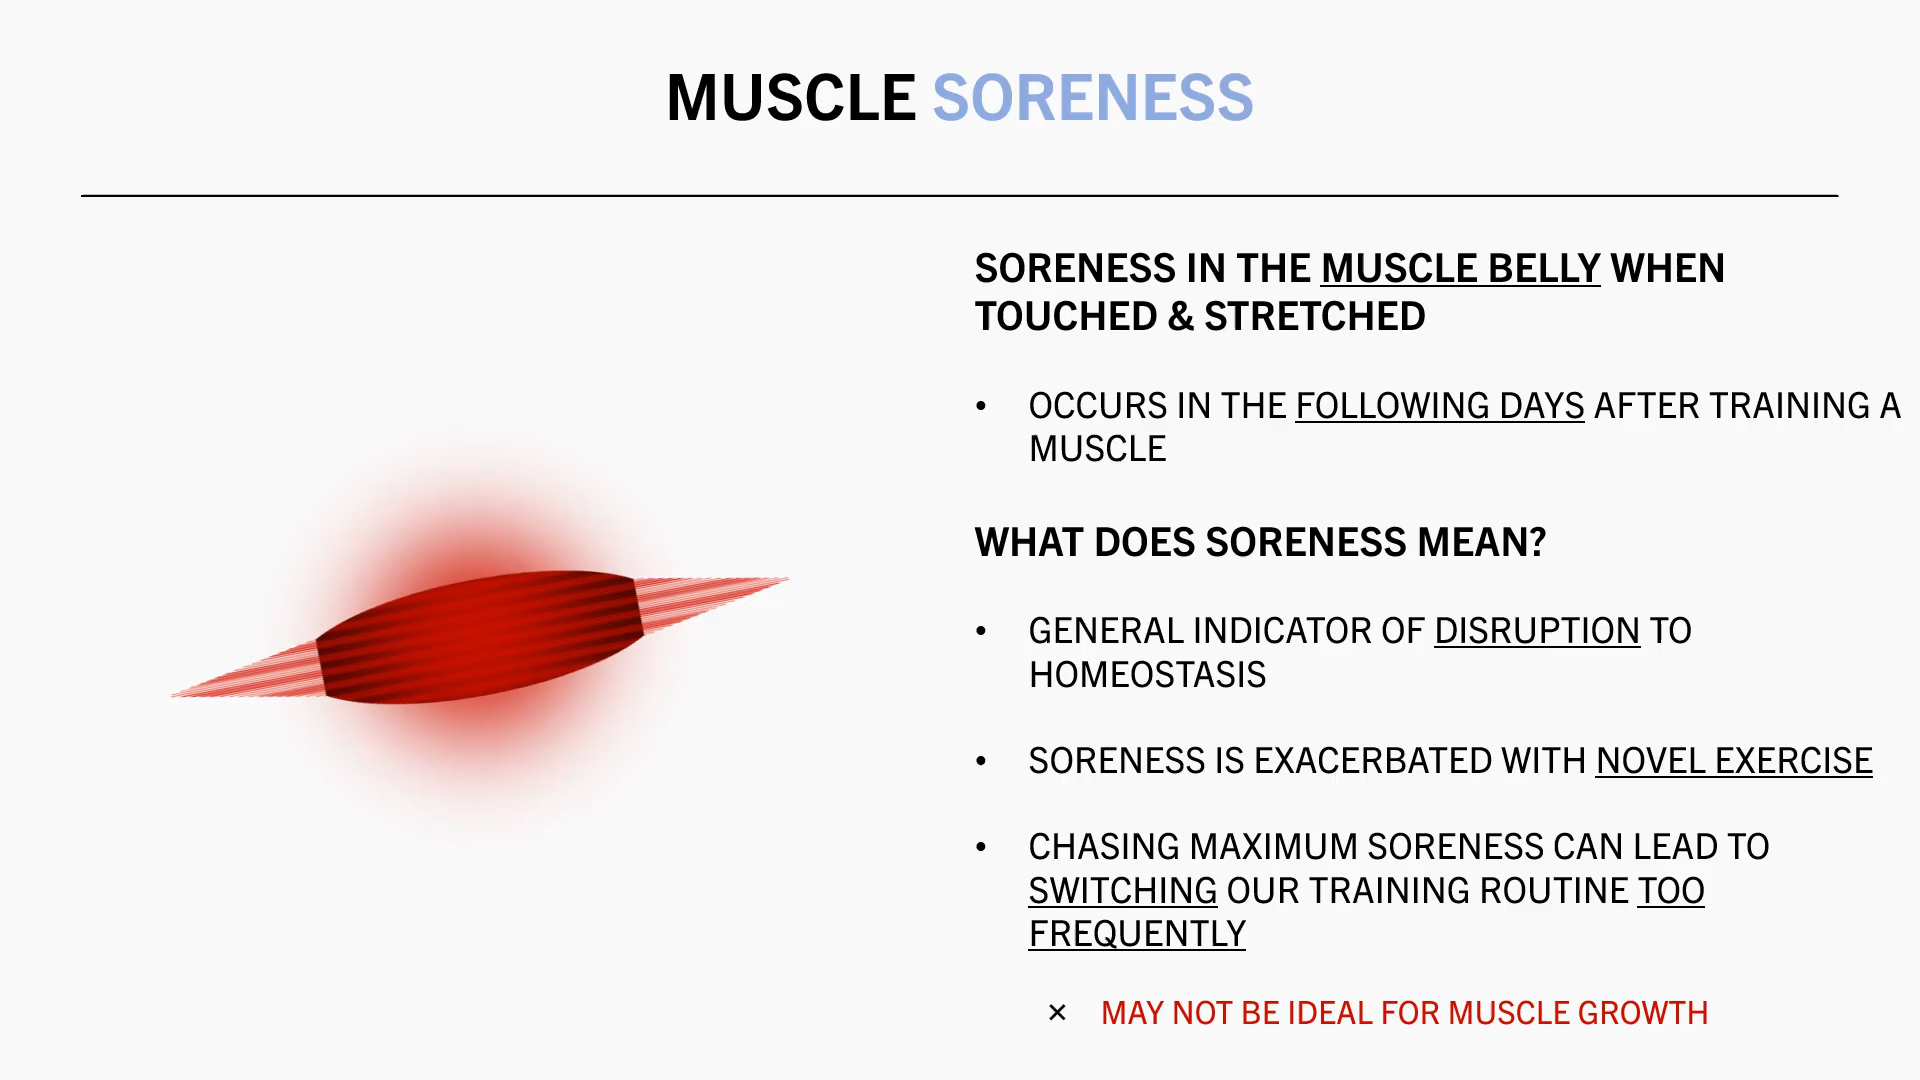 MUSCLE SORENESS
SORENESS IN THE MUSCLE BELLY WHEN
TOUCHED & STRETCHED
• OCCURS IN THE FOLLOWING DAYS AFTER TRAINING A
MUSCLE
WHAT DOES SORENESS MEAN?
• GENERAL INDICATOR OF DISRUPTION TO
HOMEOSTASIS
• SORENESS IS EXACERBATED WITH NOVEL EXERCISE
• CHASING MAXIMUM SORENESS CAN LEAD TO
SWITCHING OUR TRAINING ROUTINE TOO
FREQUENTLY
× MAY NOT BE IDEAL FOR MUSCLE GROWTH